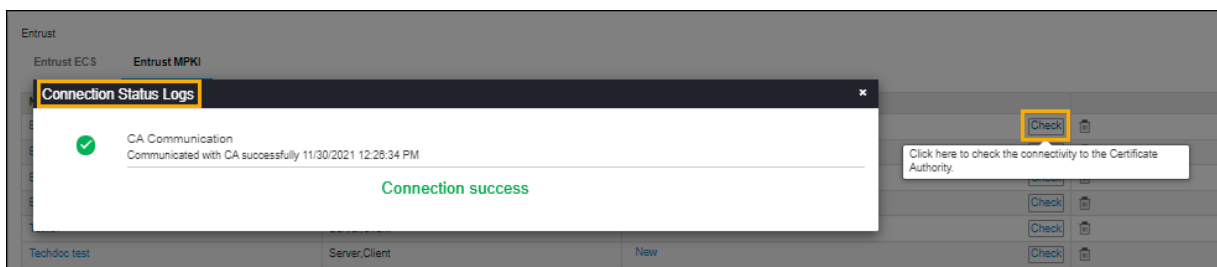 Entrust
Entrust ECS Entrust MPKI
Connection Status Logs ×
CA Communication
Communicated with CA successfully 11/30/2021 12:28:34 PM
Connection success
Check
Click here to check the connectivity to the Certificate
Authority.
Check
Check
Techdoc test Server,Client New Check